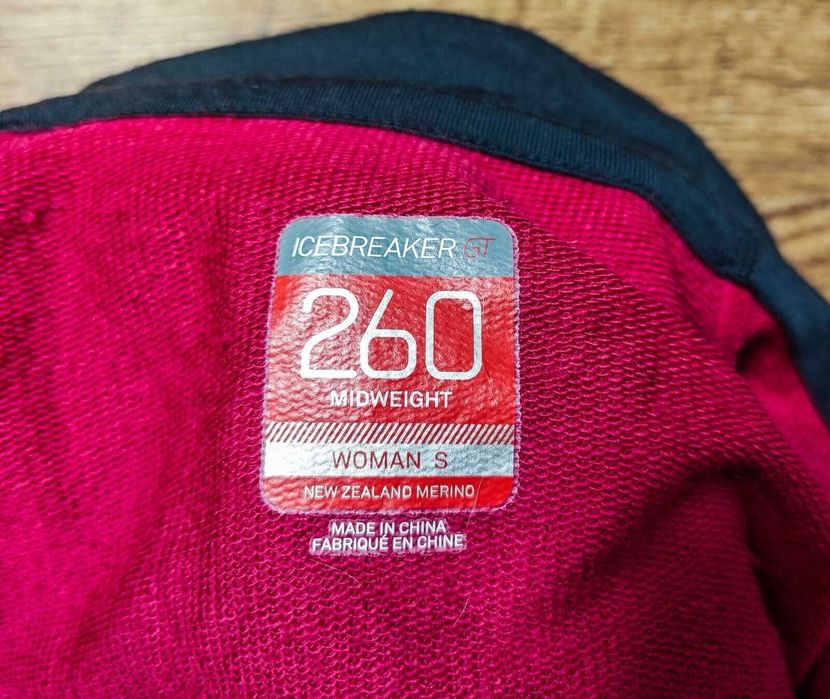 ICEBREAKER GT
260
MIDWEIGHT
WOMAN S
NEW ZEALAND MERINO
MADE IN CHINA
FABRIQUÉ EN CHINE